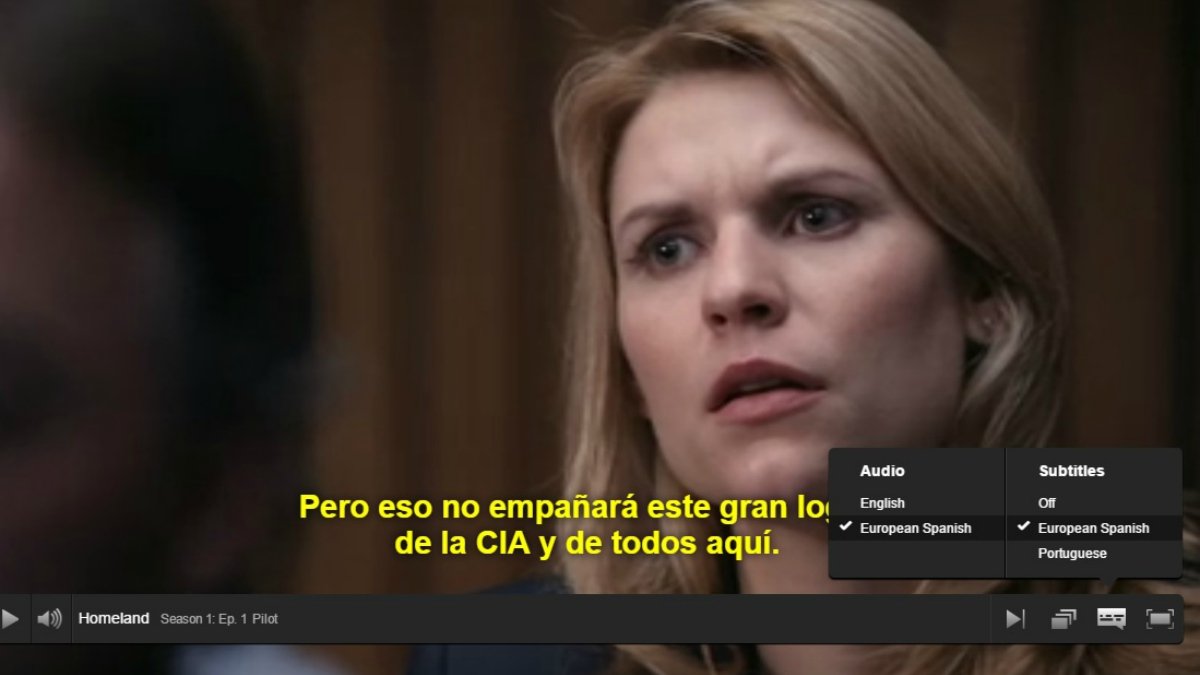 Pero eso no empañará este gran
de la CIA y de todos aquí.
Audio
English
European Spanish
Subtitles
Off
European Spanish
Portuguese
Homeland Season 1: Ep. 1 Pilot